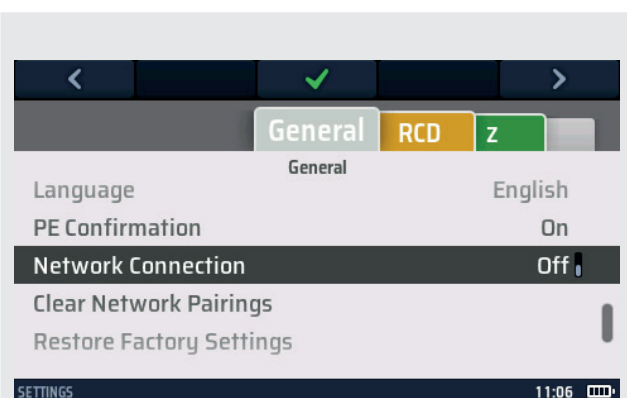 General RCD Z
General
Language English
PE Confirmation On
Network Connection Off
Clear Network Pairings
Restore Factory Settings
SETTINGS 11:06